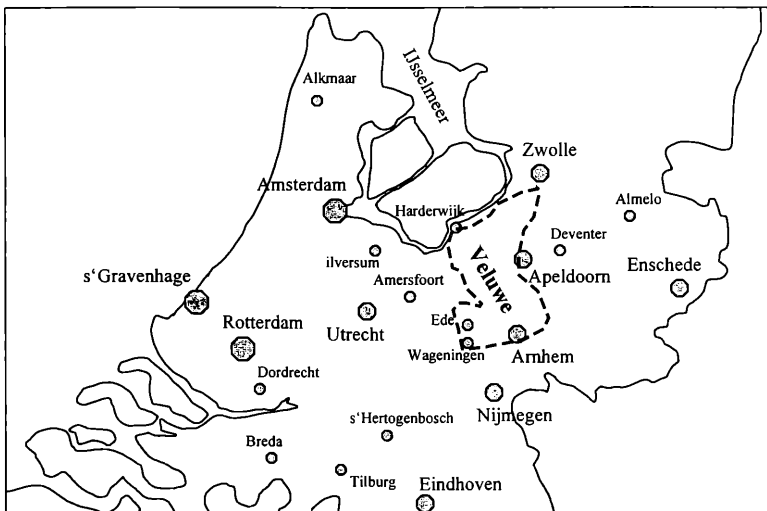 IJsselmeer
Alkmaar
Zwolle
Amsterdam
Harderwijk
Almelo
Deventer
ilversum
Veluwe
Apeldoorn
Enschede
s'Gravenhage
Amersfoort
Utrecht
Ede
Rotterdam
Wageningen
Arnhem
Dordrecht
Nijmegen
s'Hertogenbosch
Breda
Tilburg
Eindhoven